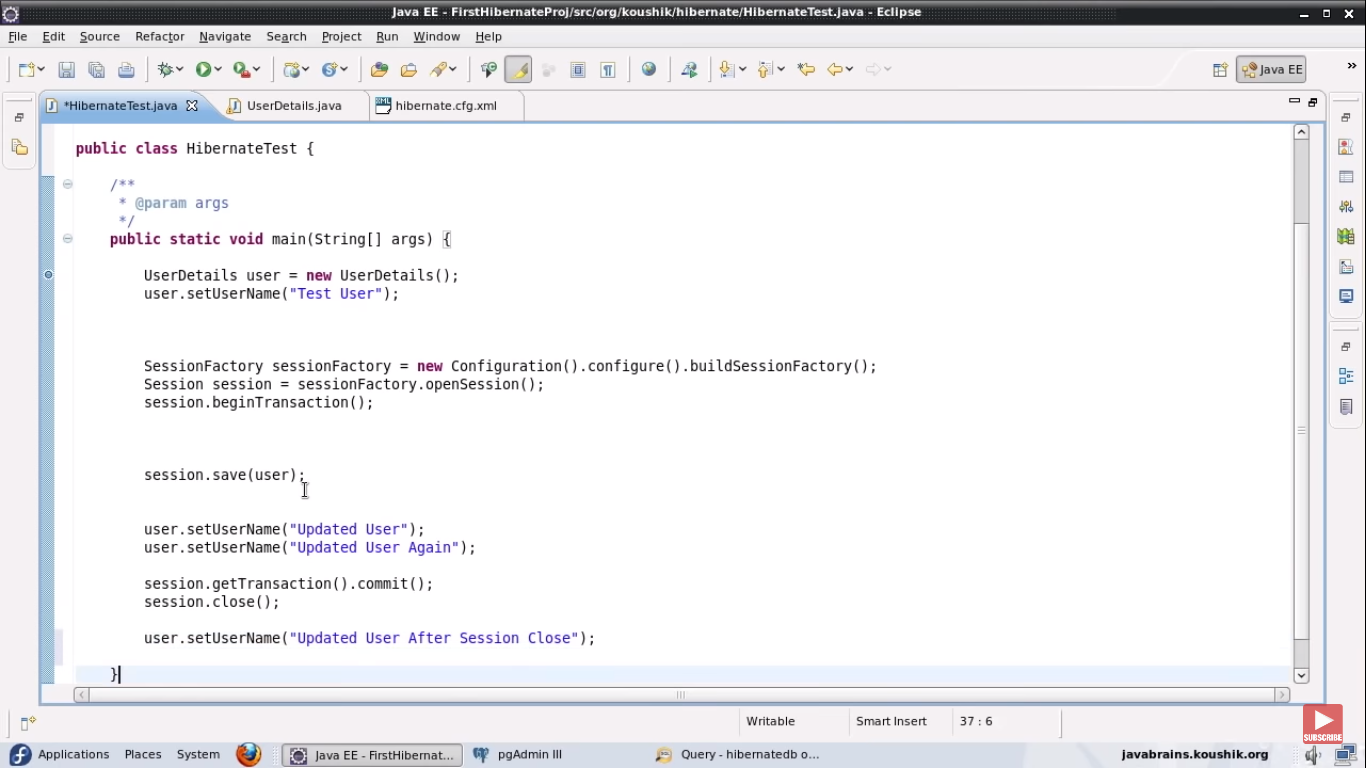 Java EE - FirstHibernateProj/src/org/koushik/hibernate/HibernateTest.java - Eclipse
File Edit Source Refactor Navigate Search Project Run Window Help
Java EE
*HibernateTest.java UserDetails.java hibernate.cfg.xml
public class HibernateTest {
/**
* @param args
*/
public static void main(String[] args) {
UserDetails user = new UserDetails();
user.setUserName("Test User");
SessionFactory sessionFactory = new Configuration().configure().buildSessionFactory();
Session session = sessionFactory.openSession();
session.beginTransaction();
session.save(user);
user.setUserName("Updated User");
user.setUserName("Updated User Again");
session.getTransaction().commit();
session.close();
user.setUserName("Updated User After Session Close");
}
Writable Smart Insert 37 : 6
SUBSCRIBE
Applications Places System Java EE - FirstHibernat... pgAdmin III Query - hibernatedb o... javabrains.koushik.org